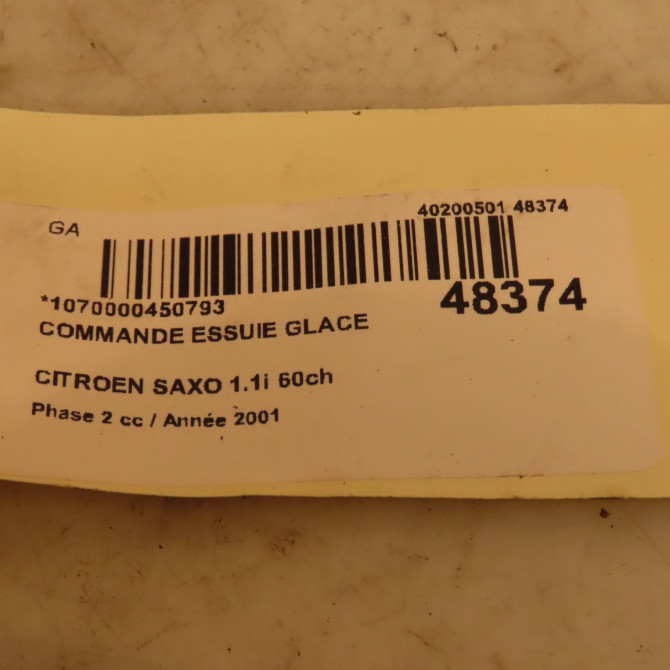 GA
40200501 48374
*1070000450793
48374
COMMANDE ESSUIE GLACE
CITROEN SAXO 1.1i 60ch
Phase 2 cc / Année 2001